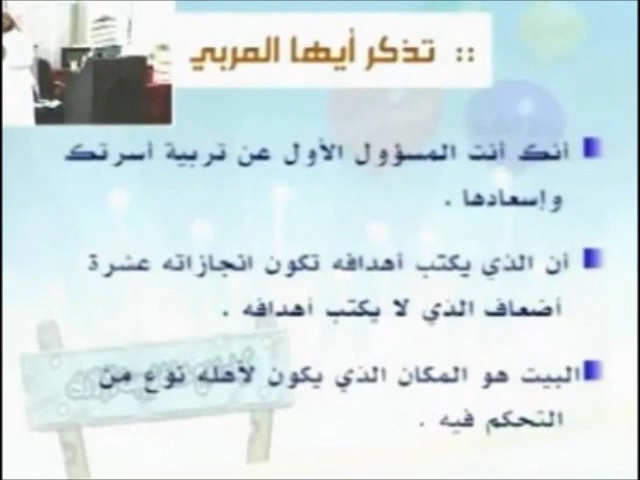 :: تذكر أيها المربي
أنك أنت المسؤول الأول عن تربية أسرتك
وإسعادها .
أن الذي يكتب أهدافه تكون انجازاته عشرة
أضعاف الذي لا يكتب أهدافه .
البيت هو المكان الذي يكون لأهله نوع من
التحكم فيه .